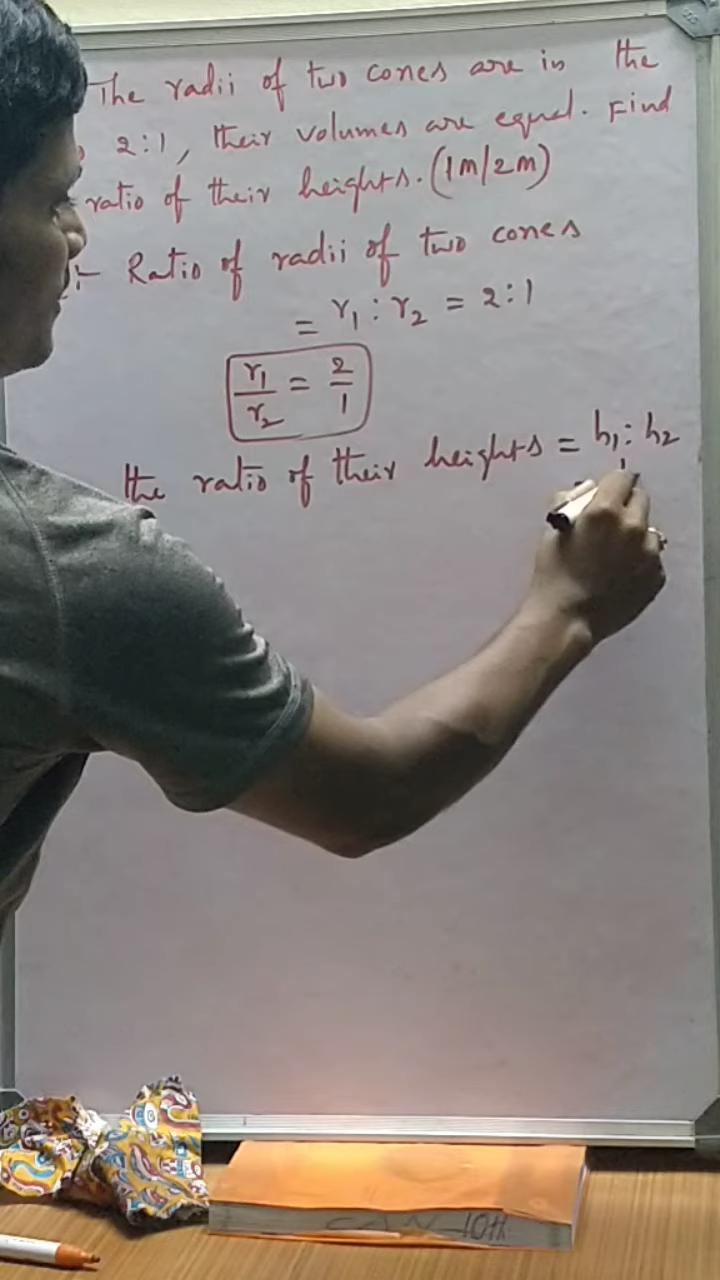 The radii of two cones are in the
2:1, their volumes are equal. Find
ratio of their heights. (1m/2m)
:- Ratio of radii of two cones
= r₁ : r₂ = 2:1
r₁/r₂ = 2/1
the ratio of their heights = h₁ : h₂
10th